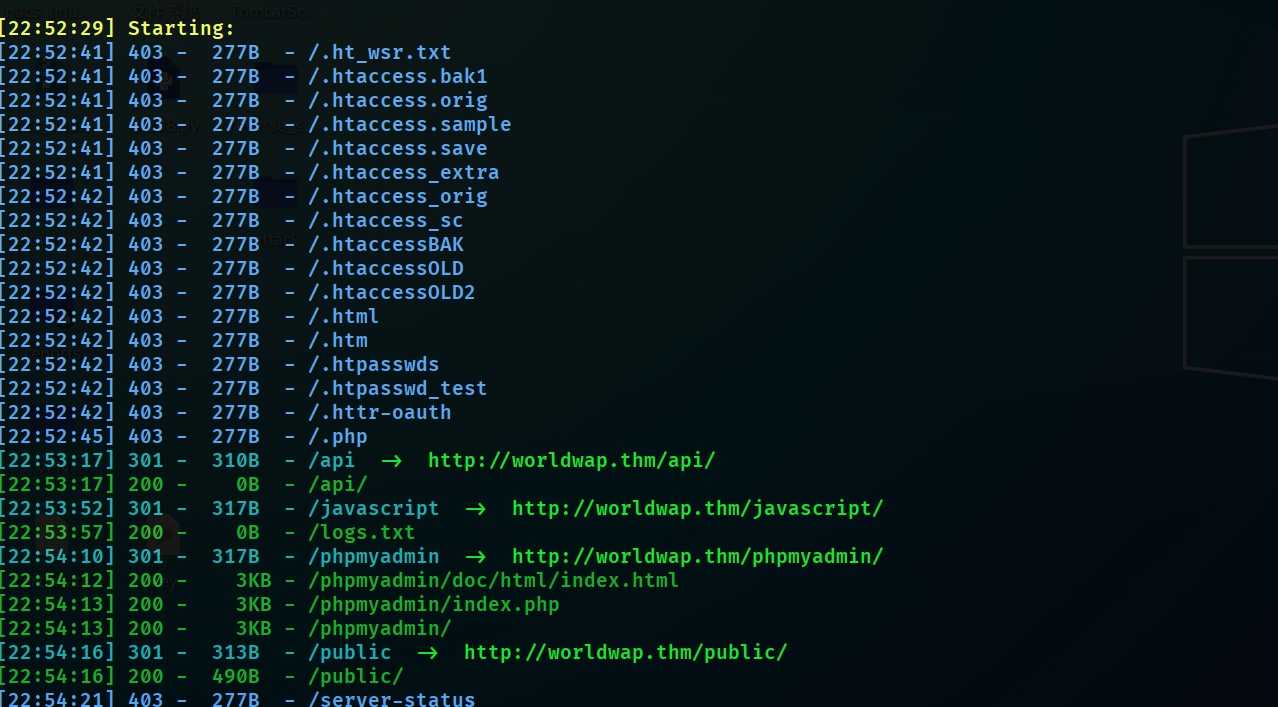 [22:52:29] Starting:
[22:52:41] 403 -  277B  - /.ht_wsr.txt
[22:52:41] 403 -  277B  - /.htaccess.bak1
[22:52:41] 403 -  277B  - /.htaccess.orig
[22:52:41] 403 -  277B  - /.htaccess.sample
[22:52:41] 403 -  277B  - /.htaccess.save
[22:52:41] 403 -  277B  - /.htaccess_extra
[22:52:42] 403 -  277B  - /.htaccess_orig
[22:52:42] 403 -  277B  - /.htaccess_sc
[22:52:42] 403 -  277B  - /.htaccessBAK
[22:52:42] 403 -  277B  - /.htaccessOLD
[22:52:42] 403 -  277B  - /.htaccessOLD2
[22:52:42] 403 -  277B  - /.html
[22:52:42] 403 -  277B  - /.htm
[22:52:42] 403 -  277B  - /.htpasswds
[22:52:42] 403 -  277B  - /.htpasswd_test
[22:52:42] 403 -  277B  - /.httr-oauth
[22:52:45] 403 -  277B  - /.php
[22:53:17] 301 -  310B  - /api  ->  http://worldwap.thm/api/
[22:53:17] 200 -    0B  - /api/
[22:53:52] 301 -  317B  - /javascript  ->  http://worldwap.thm/javascript/
[22:53:57] 200 -    0B  - /logs.txt
[22:54:10] 301 -  317B  - /phpmyadmin  ->  http://worldwap.thm/phpmyadmin/
[22:54:12] 200 -    3KB - /phpmyadmin/doc/html/index.html
[22:54:13] 200 -    3KB - /phpmyadmin/index.php
[22:54:13] 200 -    3KB - /phpmyadmin/
[22:54:16] 301 -  313B  - /public  ->  http://worldwap.thm/public/
[22:54:16] 200 -  490B  - /public/
[22:54:21] 403 -  277B  - /server-status